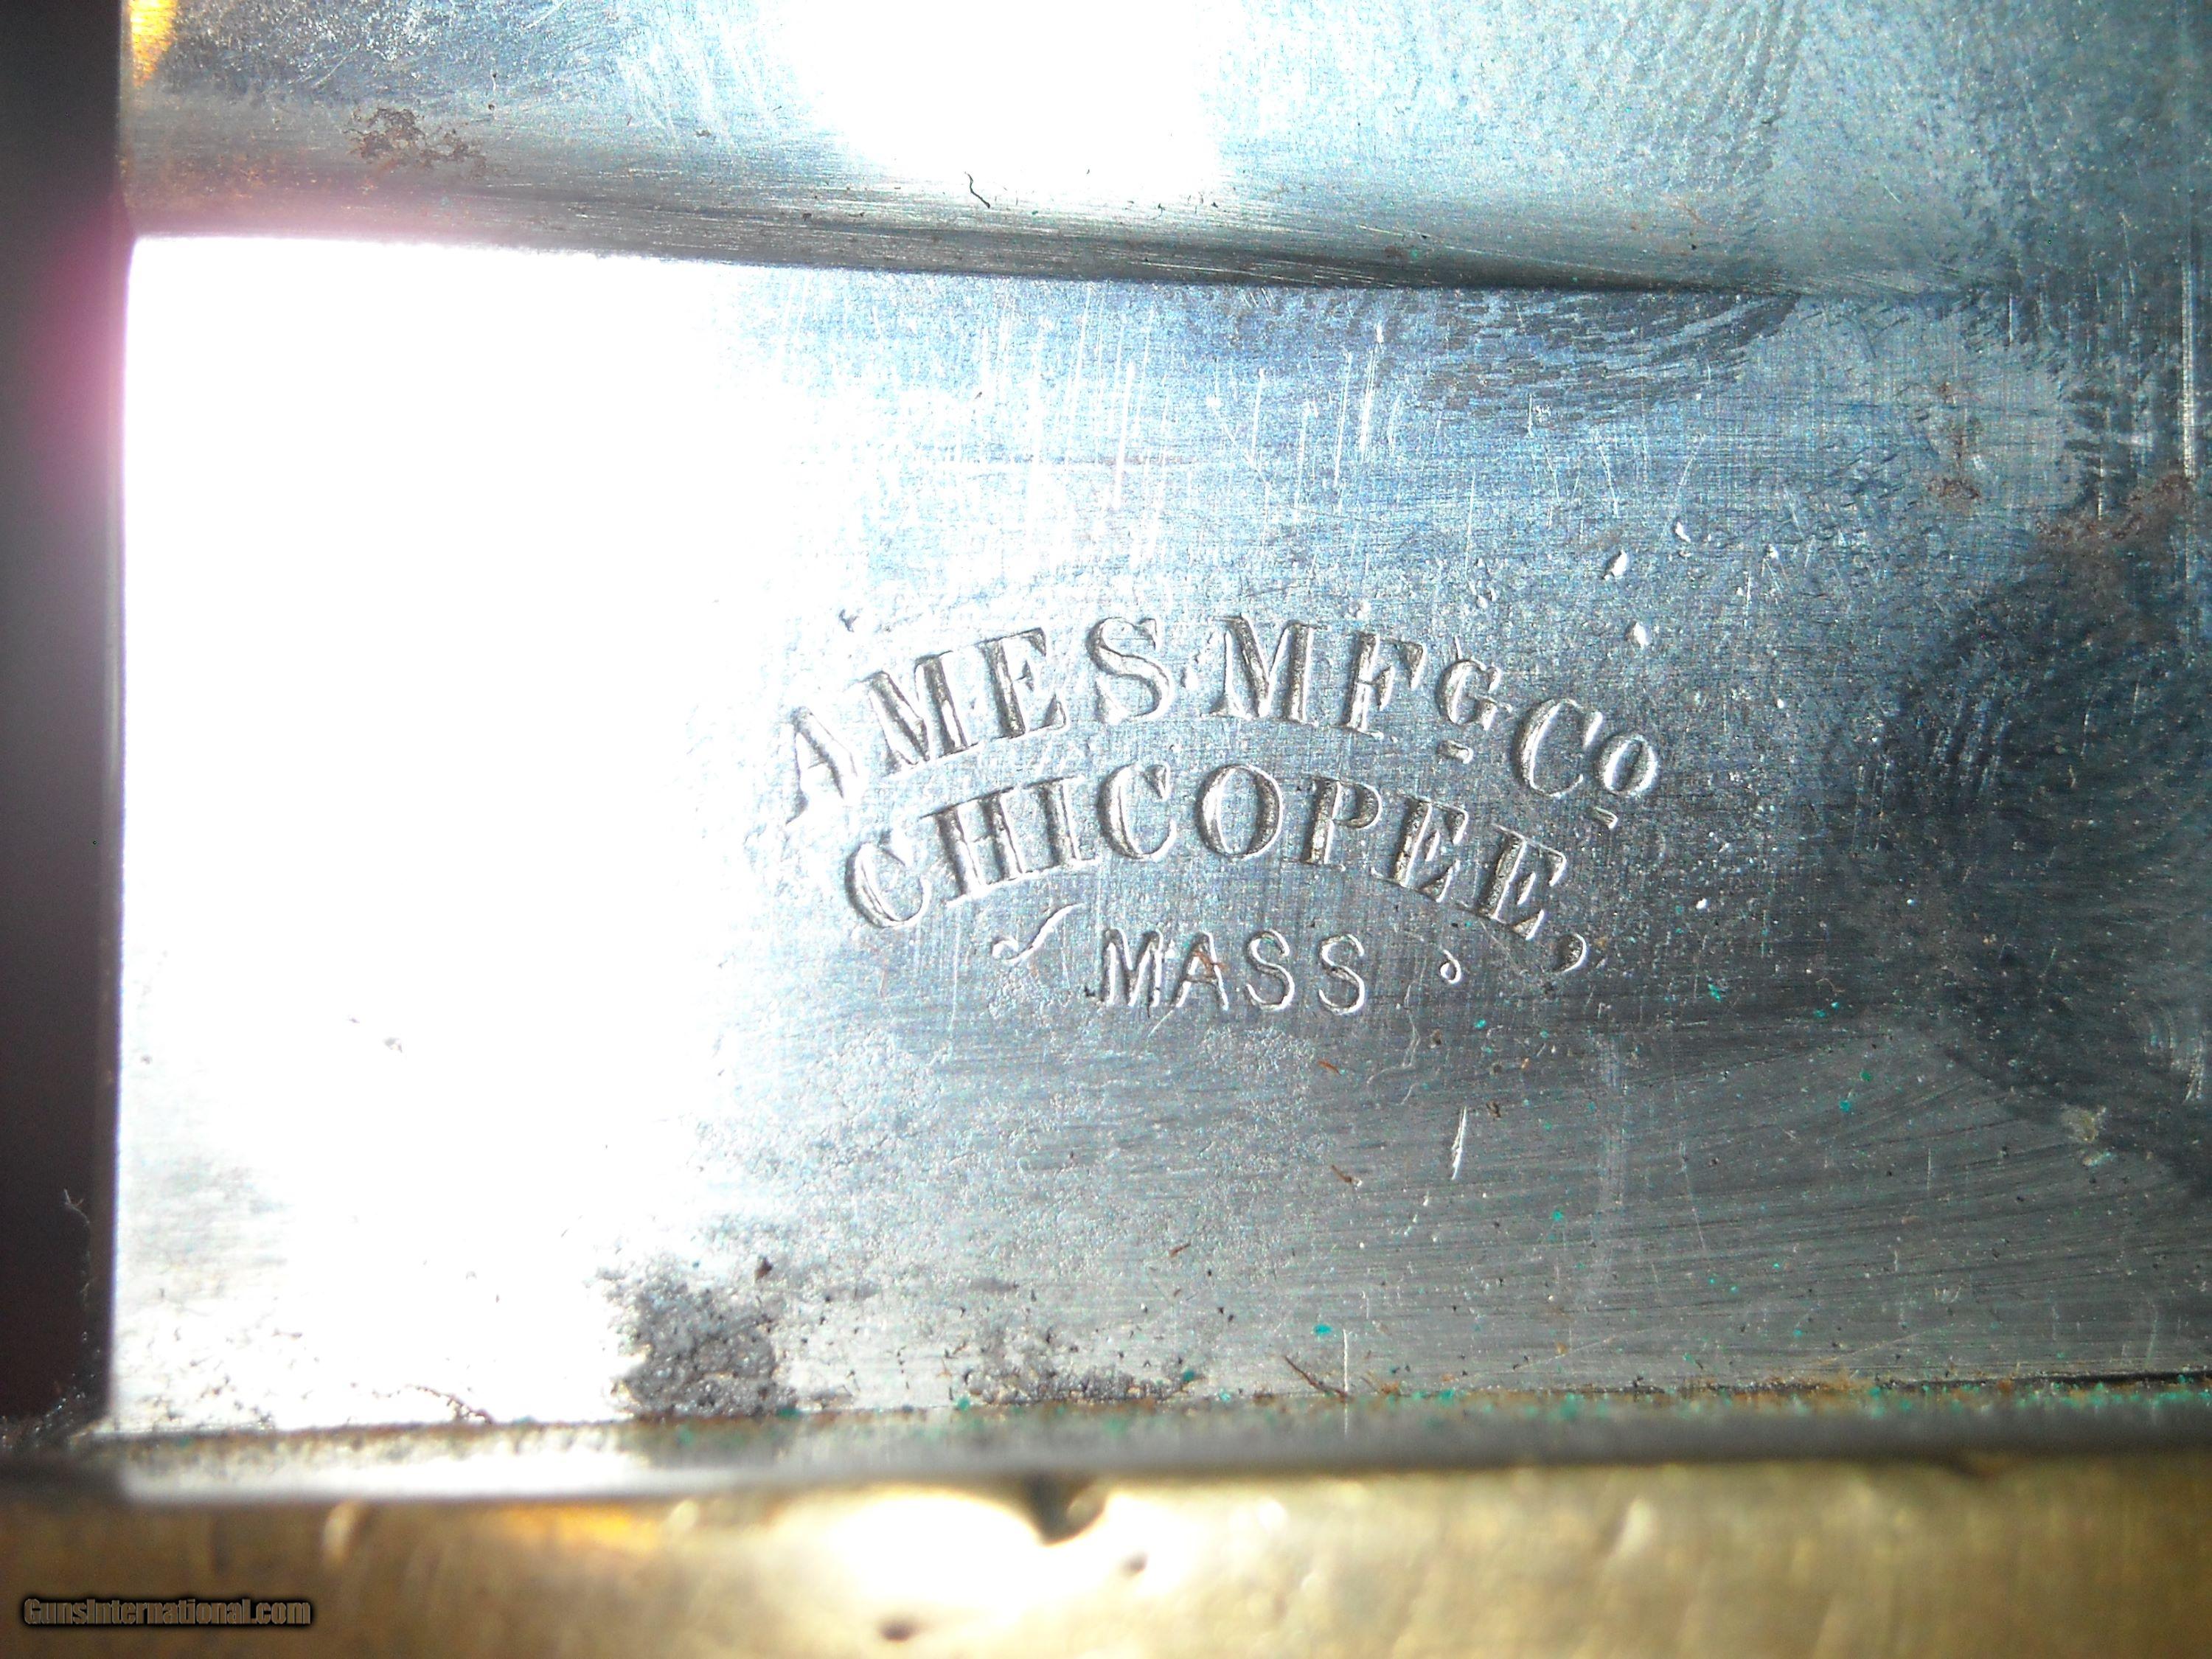 AMES MFG CO
CHICOPEE,
MASS
GunsInternational.com